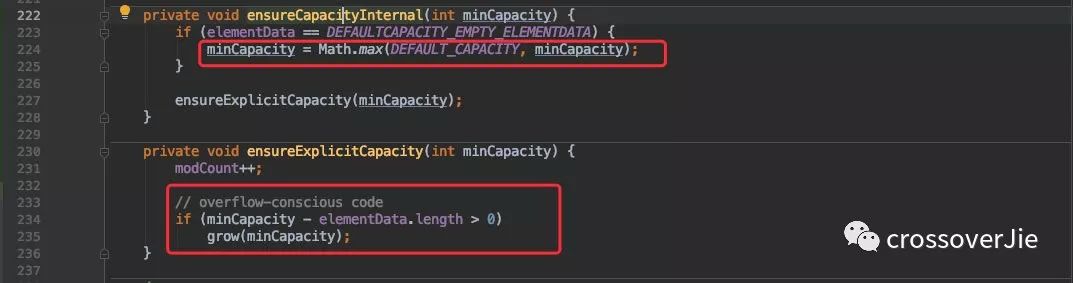 222 private void ensureCapacityInternal(int minCapacity) {
223 if (elementData == DEFAULTCAPACITY_EMPTY_ELEMENTDATA) {
224 minCapacity = Math.max(DEFAULT_CAPACITY, minCapacity);
225 }
226
227 ensureExplicitCapacity(minCapacity);
228 }
229
230 private void ensureExplicitCapacity(int minCapacity) {
231 modCount++;
232
233 // overflow-conscious code
234 if (minCapacity - elementData.length > 0)
235 grow(minCapacity);
236 }
237
crossoverJie